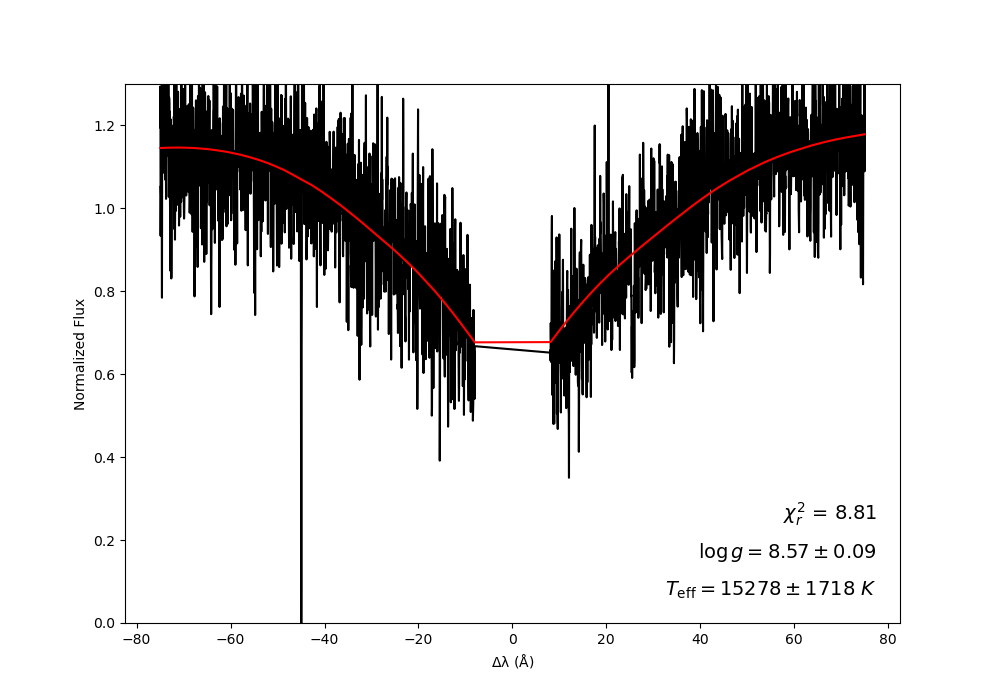 1.2
1.0
0.8
0.6
0.4
0.2
0.0
Normalized Flux
χ²ᵣ = 8.81
log g = 8.57 ± 0.09
T_eff = 15278 ± 1718 K
−80 −60 −40 −20 0 20 40 60 80
Δλ (Å)